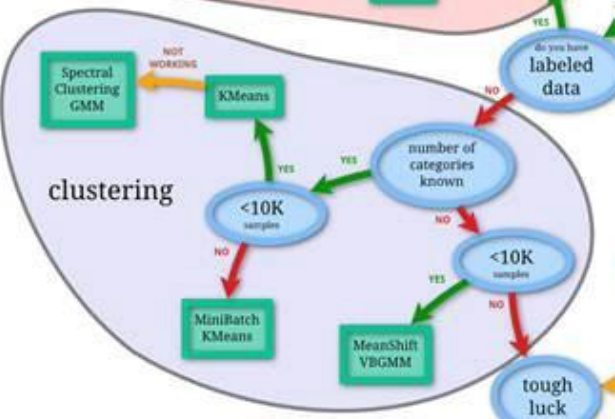 YES
do you have
labeled
data
NO
NOT
WORKING
Spectral
Clustering
GMM
KMeans
number of
categories
known
YES
YES
clustering
<10K
samples
NO
NO
<10K
samples
YES
NO
MiniBatch
KMeans
MeanShift
VBGMM
tough
luck